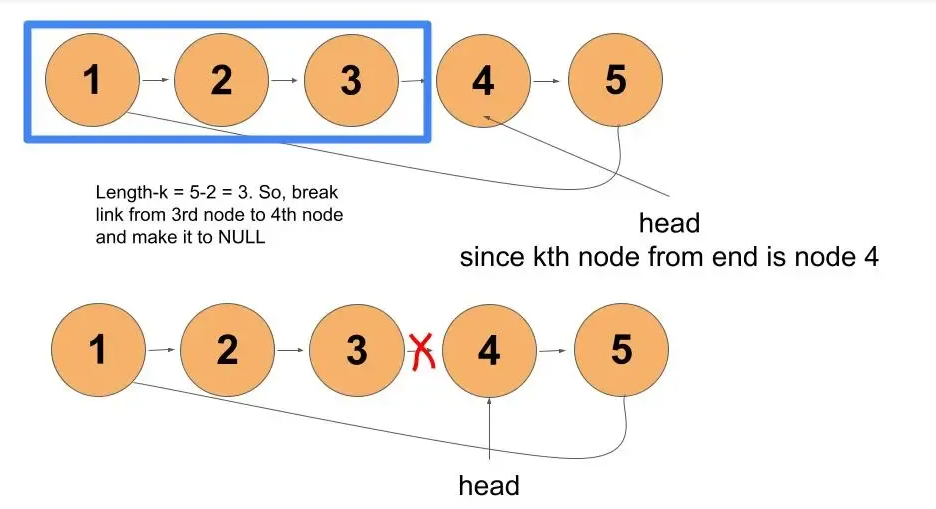 1 2 3 4 5
Length-k = 5-2 = 3. So, break
link from 3rd node to 4th node
and make it to NULL
head
since kth node from end is node 4
1 2 3 X 4 5
head